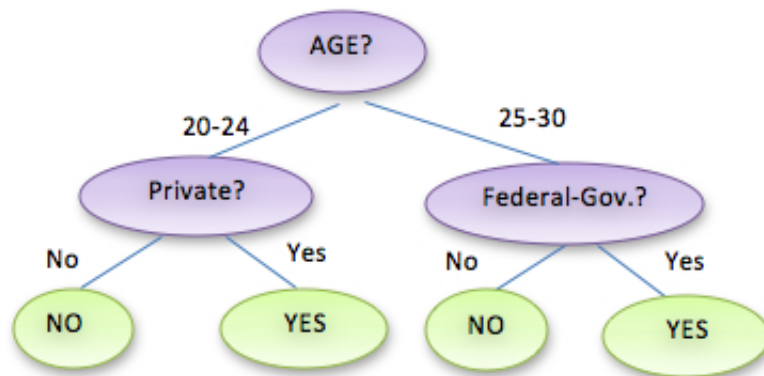 AGE?
20-24
25-30
Private?
Federal-Gov.?
No
Yes
No
Yes
NO
YES
NO
YES